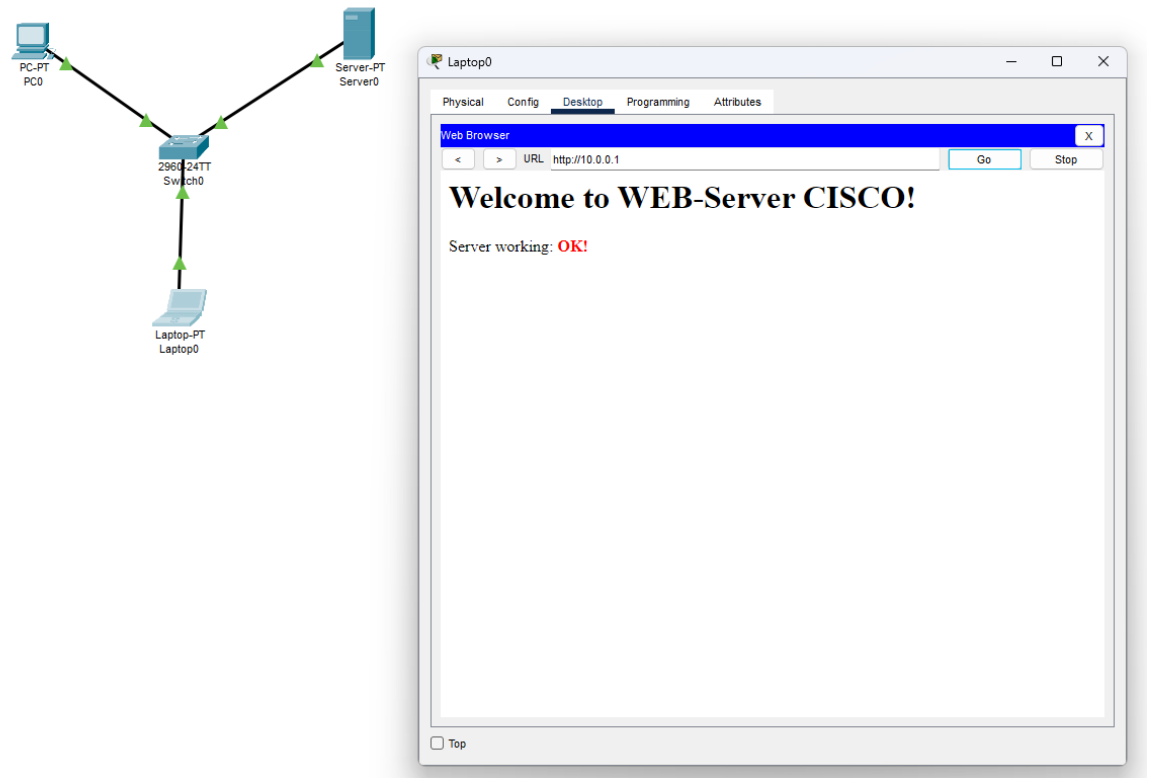 PC-PT
PC0
Server-PT
Server0
2960-24TT
Switch0
Laptop-PT
Laptop0
Laptop0
Physical Config Desktop Programming Attributes
Web Browser X
< > URL http://10.0.0.1 Go Stop
Welcome to WEB-Server CISCO!
Server working: OK!
Top